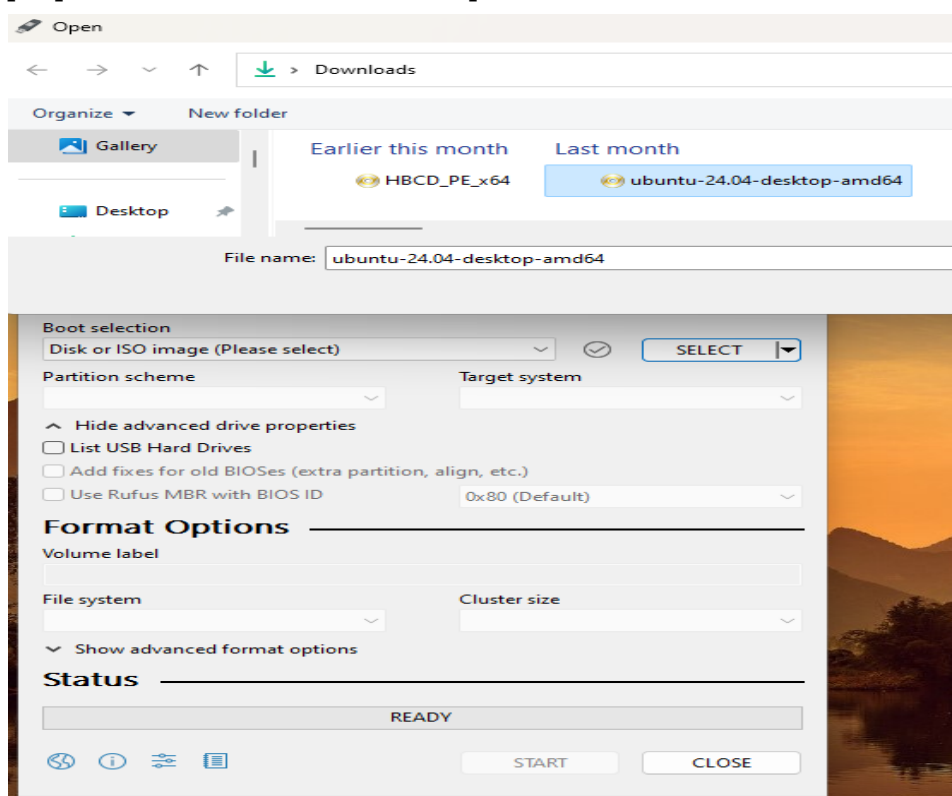 Open
Downloads
Organize New folder
Gallery
Earlier this month Last month
HBCD_PE_x64 ubuntu-24.04-desktop-amd64
Desktop
File name: ubuntu-24.04-desktop-amd64
Boot selection
Disk or ISO image (Please select) SELECT
Partition scheme Target system
Hide advanced drive properties
List USB Hard Drives
Add fixes for old BIOSes (extra partition, align, etc.)
Use Rufus MBR with BIOS ID 0x80 (Default)
Format Options
Volume label
File system Cluster size
Show advanced format options
Status
READY
START CLOSE